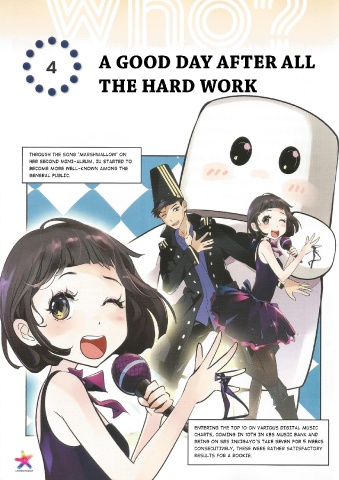 WHO?
4
A GOOD DAY AFTER ALL
THE HARD WORK
THROUGH THE SONG 'MARSHMALLOW' ON
HER SECOND MINI-ALBUM, IU STARTED TO
BECOME MORE WELL-KNOWN AMONG THE
GENERAL PUBLIC.
ENTERING THE TOP 10 ON VARIOUS DIGITAL MUSIC
CHARTS, COMING IN 10TH IN KBS MUSIC BANK AND
BEING ON SBS INKIGAYO'S TAKE SEVEN FOR 5 WEEKS
CONSECUTIVELY, THESE WERE RATHER SATISFACTORY
RESULTS FOR A ROOKIE.